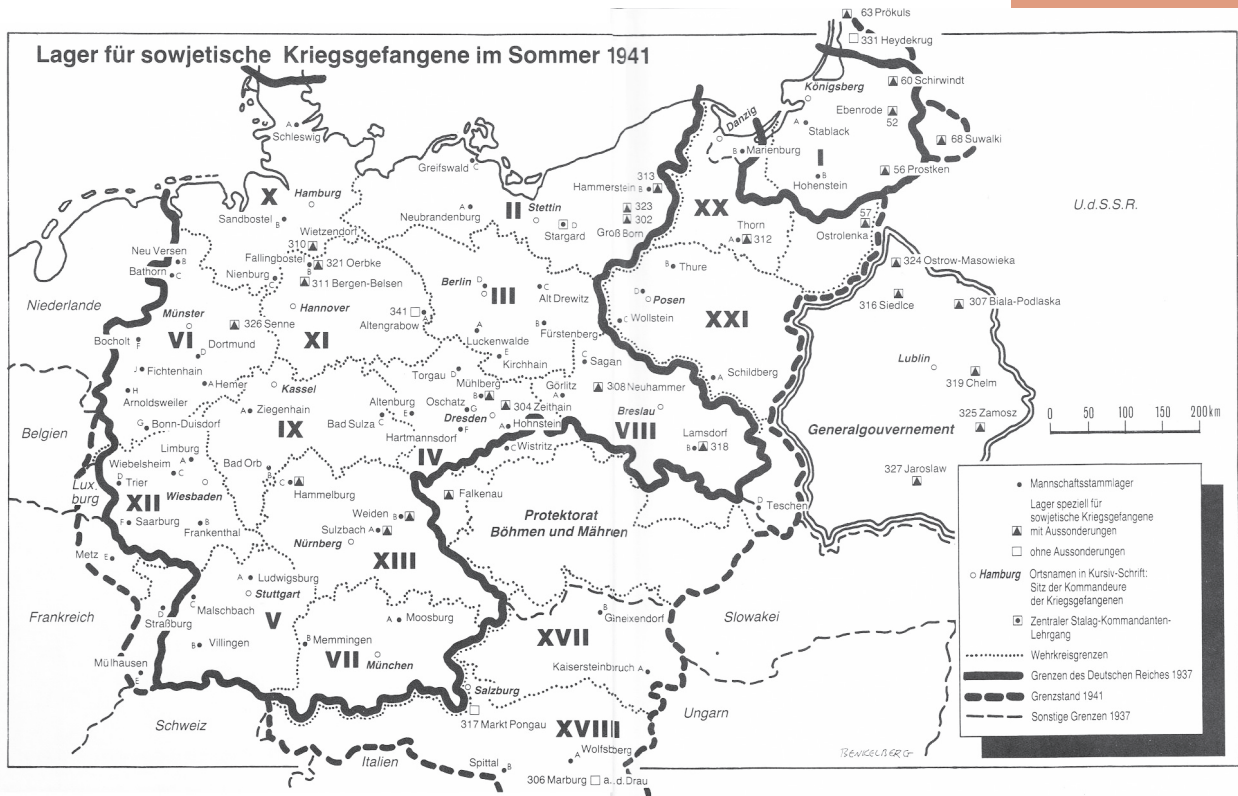 Lager für sowjetische Kriegsgefangene im Sommer 1941
63 Prökuls
331 Heydekrug
60 Schirwindt
Königsberg
Ebenrode
52
A
Stablack
68 Suwalki
Danzig
B Marienburg
I
56 Prostken
B
Hohenstein
A
Schleswig
Greifswald
C
X
Hamburg
II
Stettin
313
Hammerstein B
323
302
Groß Born
XX
57
Ostrolenka
U.d.S.S.R.
Sandbostel
B
Neubrandenburg
A
D
Stargard
Thorn
A 312
Wietzendorf
310
Neu Versen
B
Fallingbostel
B
321 Oerbke
Bathorn C
Nienburg
C
311 Bergen-Belsen
B Thure
324 Ostrow-Masowieka
316 Siedlce
307 Biala-Podlaska
Niederlande
Berlin
D
III
C
Alt Drewitz
D
Posen
Hannover
341
Altengrabow
A
C
Wollstein
XXI
Münster
326 Senne
VI
XI
B
Fürstenberg
A
Luckenwalde
Bocholt
F
D
Dortmund
E
Kirchhain
C
Sagan
Lublin
J Fichtenhain
A Hemer
Kassel
Torgau D
Mühlberg
B
Görlitz
A
308 Neuhammer
Schildberg
A
319 Chelm
H
Arnoldsweiler
A
Ziegenhain
Altenburg
E
Oschatz
G
304 Zeithain
Breslau
325 Zamosz
0 50 100 150 200 km
Belgien
G Bonn-Duisdorf
IX
Bad Sulza
C
Dresden
F
A
Hohnstein
VIII
Generalgouvernement
Limburg
A
Hartmannsdorf
IV
C
Wistritz
Lamsdorf
B 318
Wiebelsheim
C
Bad Orb
B
327 Jaroslaw
D
Trier
Wiesbaden
C
Hammelburg
Lux.
burg
XII
Falkenau
D
Teschen
F Saarburg
B
Frankenthal
Weiden B
Sulzbach A
Protektorat
Böhmen und Mähren
Nürnberg
XIII
Metz E
A Ludwigsburg
Stuttgart
Frankreich
C
Malschbach
D
Straßburg
V
A
Moosburg
B
Gneixendorf
Slowakei
B Villingen
B Memmingen
VII
München
XVII
Mülhausen
E
Kaisersteinbruch A
Schweiz
Salzburg
317 Markt Pongau
Ungarn
XVIII
Wolfsberg
A
Italien
Spittal
B
306 Marburg a. d. Drau
BENKELBERG
Mannschaftsstammlager
Lager speziell für
sowjetische Kriegsgefangene
mit Aussonderungen
ohne Aussonderungen
Hamburg Ortsnamen in Kursiv-Schrift:
Sitz der Kommandeure
der Kriegsgefangenen
Zentraler Stalag-Kommandanten-
Lehrgang
Wehrkreisgrenzen
Grenzen des Deutschen Reiches 1937
Grenzstand 1941
Sonstige Grenzen 1937